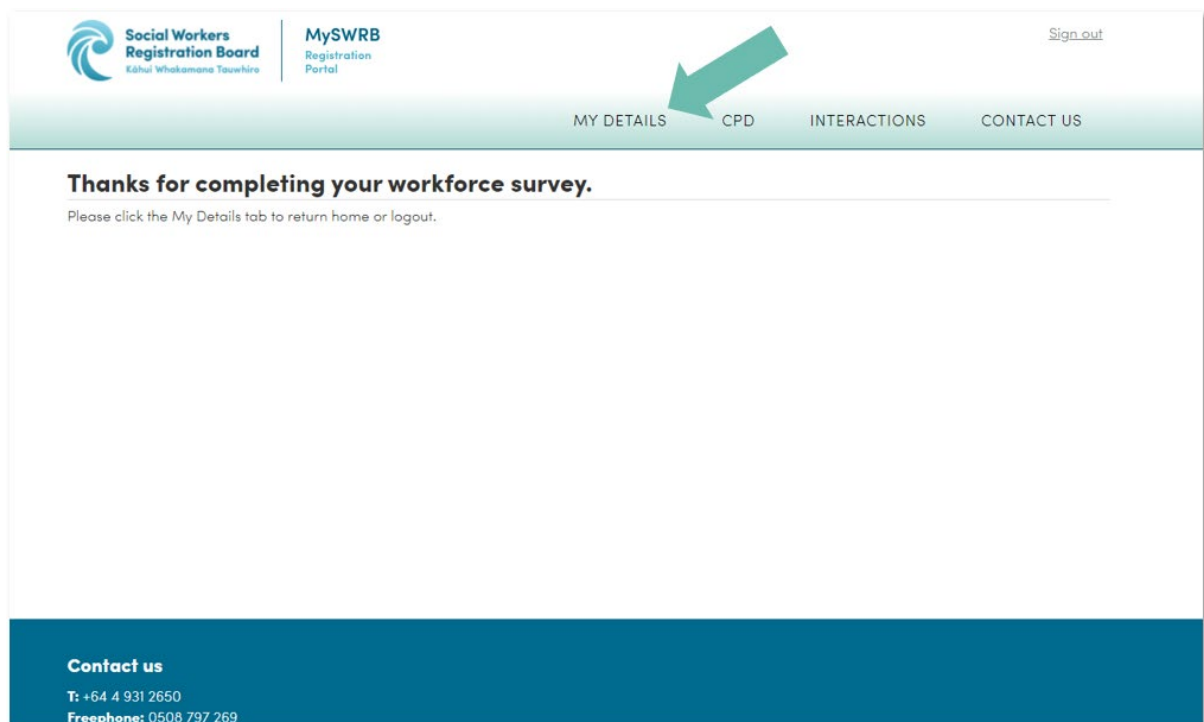 Social Workers
Registration Board
Kāhui Whakamana Tauwhiro
MySWRB
Registration
Portal
Sign out
MY DETAILS CPD INTERACTIONS CONTACT US
Thanks for completing your workforce survey.
Please click the My Details tab to return home or logout.
Contact us
T: +64 4 931 2650
Freephone: 0508 797 269